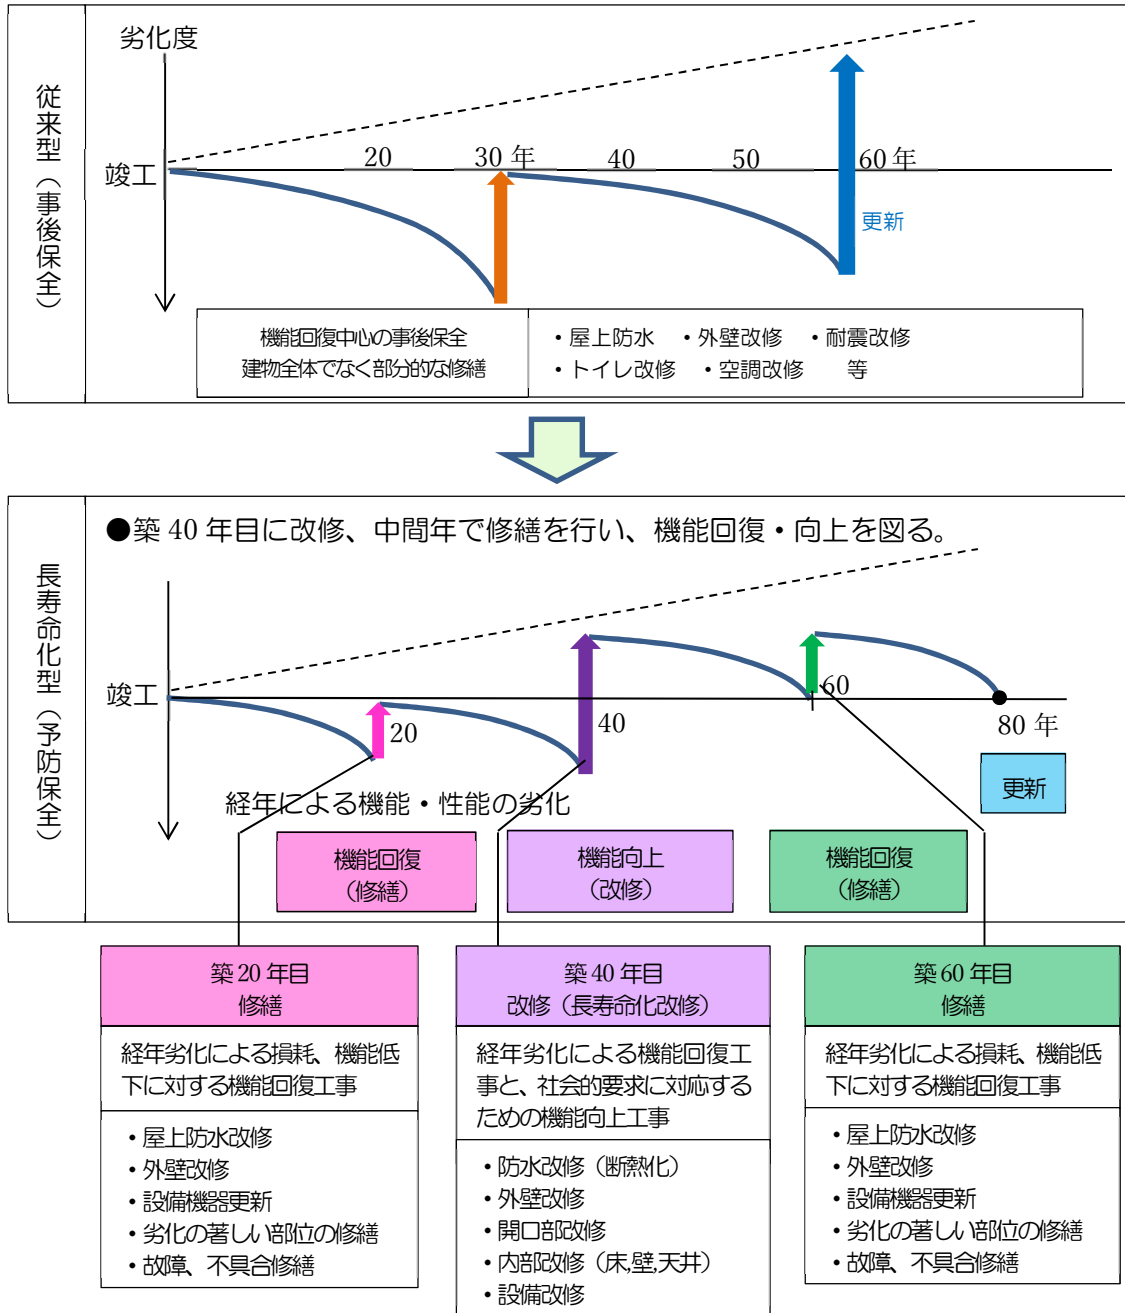 従来型（事後保全）
劣化度
竣工
20
30 年
40
50
60 年
更新
機能回復中心の事後保全
建物全体でなく部分的な修繕
・屋上防水　・外壁改修　・耐震改修
・トイレ改修　・空調改修　等
長寿命化型（予防保全）
●築 40 年目に改修、中間年で修繕を行い、機能回復・向上を図る。
竣工
20
40
60
80 年
更新
経年による機能・性能の劣化
機能回復
（修繕）
機能向上
（改修）
機能回復
（修繕）
築 20 年目
修繕
経年劣化による損耗、機能低
下に対する機能回復工事
・屋上防水改修
・外壁改修
・設備機器更新
・劣化の著しい部位の修繕
・故障、不具合修繕
築 40 年目
改修（長寿命化改修）
経年劣化による機能回復工
事と、社会的要求に対応する
ための機能向上工事
・防水改修（断熱化）
・外壁改修
・開口部改修
・内部改修（床,壁,天井）
・設備改修
築 60 年目
修繕
経年劣化による損耗、機能低
下に対する機能回復工事
・屋上防水改修
・外壁改修
・設備機器更新
・劣化の著しい部位の修繕
・故障、不具合修繕